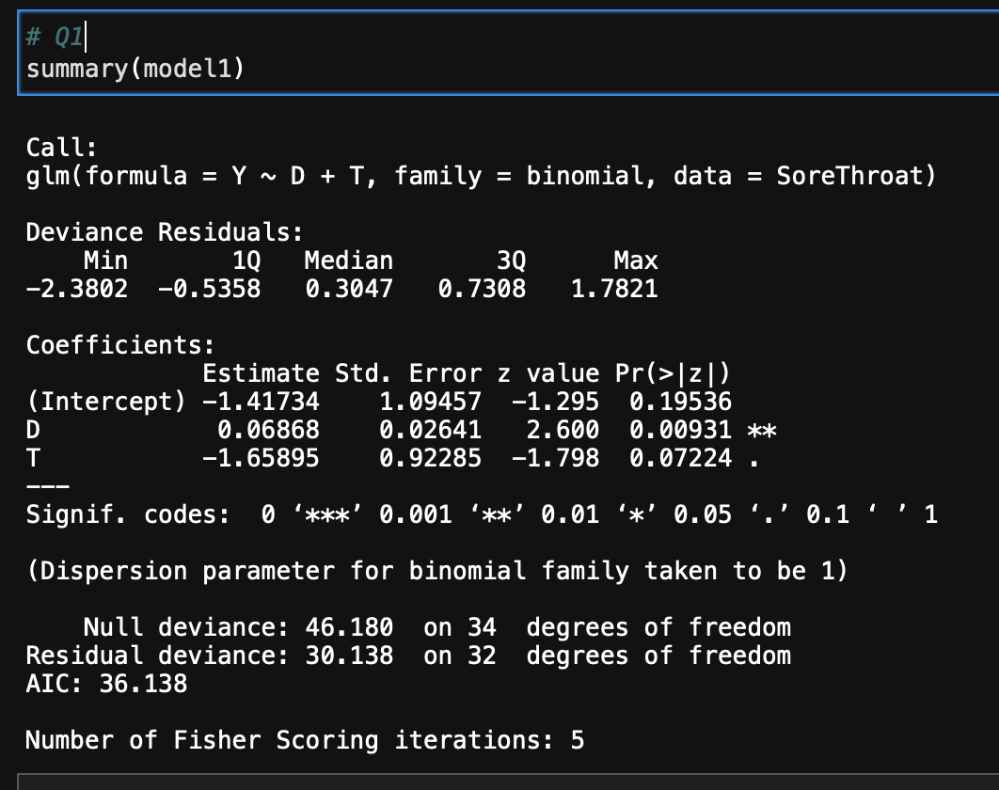 # Q1
summary(model1)
Call:
glm(formula = Y ~ D + T, family = binomial, data = SoreThroat)
Deviance Residuals:
    Min       1Q   Median       3Q      Max
-2.3802  -0.5358   0.3047   0.7308   1.7821
Coefficients:
            Estimate Std. Error z value Pr(>|z|)
(Intercept) -1.41734    1.09457  -1.295  0.19536
D            0.06868    0.02641   2.600  0.00931 **
T           -1.65895    0.92285  -1.798  0.07224 .
---
Signif. codes:  0 ‘***’ 0.001 ‘**’ 0.01 ‘*’ 0.05 ‘.’ 0.1 ‘ ’ 1
(Dispersion parameter for binomial family taken to be 1)
    Null deviance: 46.180  on 34  degrees of freedom
Residual deviance: 30.138  on 32  degrees of freedom
AIC: 36.138
Number of Fisher Scoring iterations: 5